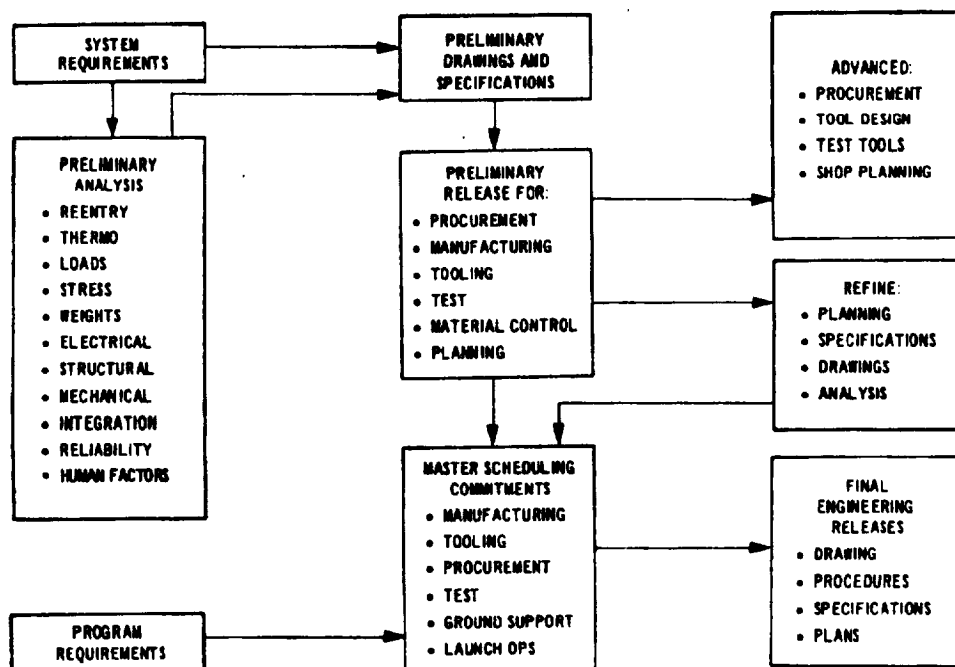 SYSTEM
REQUIREMENTS
PRELIMINARY
DRAWINGS AND
SPECIFICATIONS
ADVANCED:
• PROCUREMENT
• TOOL DESIGN
• TEST TOOLS
• SHOP PLANNING
PRELIMINARY
ANALYSIS
• REENTRY
• THERMO
• LOADS
• STRESS
• WEIGHTS
• ELECTRICAL
• STRUCTURAL
• MECHANICAL
• INTEGRATION
• RELIABILITY
• HUMAN FACTORS
PRELIMINARY
RELEASE FOR:
• PROCUREMENT
• MANUFACTURING
• TOOLING
• TEST
• MATERIAL CONTROL
• PLANNING
REFINE:
• PLANNING
• SPECIFICATIONS
• DRAWINGS
• ANALYSIS
MASTER SCHEDULING
COMMITMENTS
• MANUFACTURING
• TOOLING
• PROCUREMENT
• TEST
• GROUND SUPPORT
• LAUNCH OPS
FINAL
ENGINEERING
RELEASES
• DRAWING
• PROCEDURES
• SPECIFICATIONS
• PLANS
PROGRAM
REQUIREMENTS